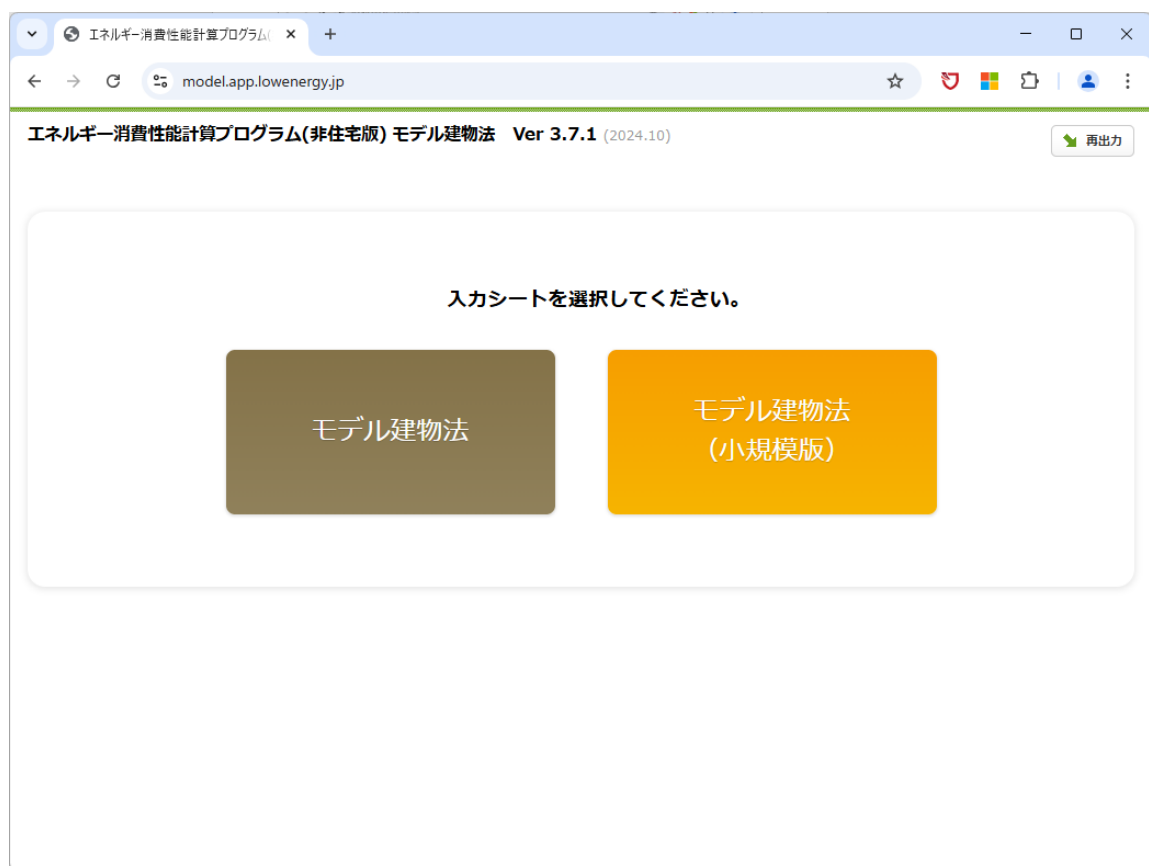 エネルギー消費性能計算プログラム(
model.app.lowenergy.jp
エネルギー消費性能計算プログラム(非住宅版) モデル建物法 Ver 3.7.1 (2024.10)
再出力
入力シートを選択してください。
モデル建物法
モデル建物法
（小規模版）